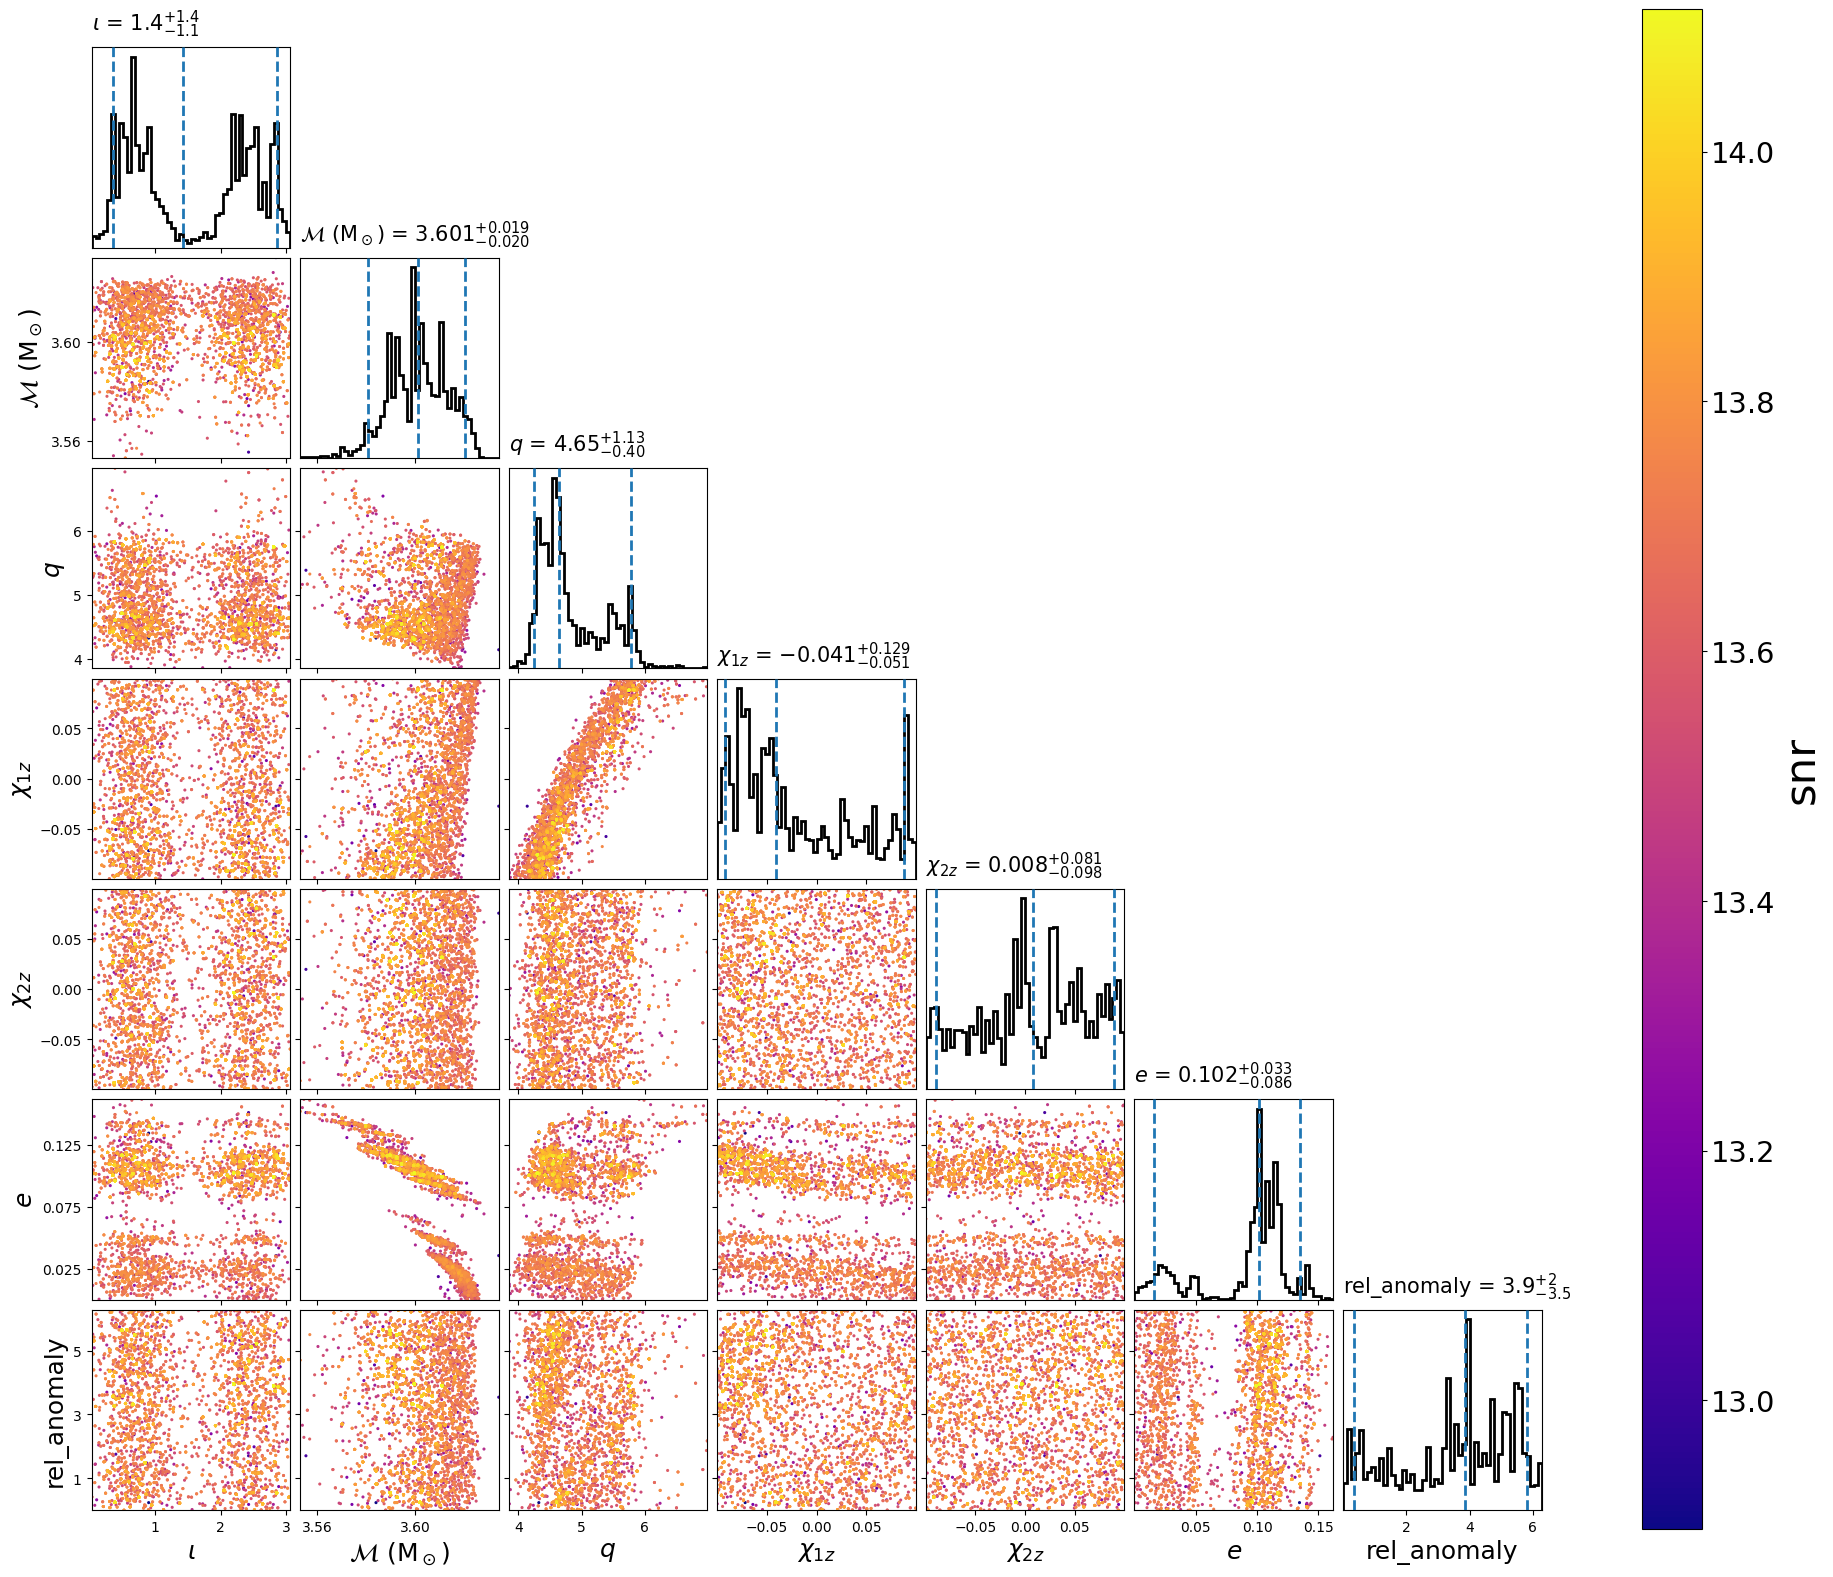 ι = 1.4+1.4 −1.1
ℳ (M⊙) = 3.601+0.019 −0.020
q = 4.65+1.13 −0.40
χ1z = −0.041+0.129 −0.051
χ2z = 0.008+0.081 −0.098
e = 0.102+0.033 −0.086
rel_anomaly = 3.9+2 −3.5
ℳ (M⊙)
3.60
3.56
q
6
5
4
χ1z
0.05
0.00
−0.05
χ2z
0.05
0.00
−0.05
e
0.125
0.075
0.025
rel_anomaly
5
3
1
1 2 3
3.56 3.60
4 5 6
−0.05 0.00 0.05
−0.05 0.00 0.05
0.05 0.10 0.15
2 4 6
ι
ℳ (M⊙)
q
χ1z
χ2z
e
rel_anomaly
14.0
13.8
13.6
13.4
13.2
13.0
snr